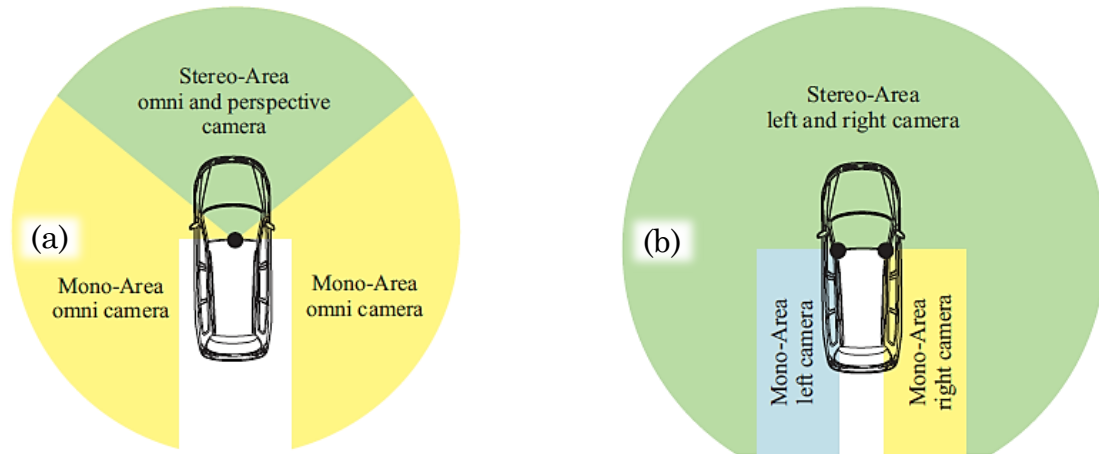 Stereo-Area
omni and perspective
camera
(a)
Mono-Area
omni camera
Mono-Area
omni camera
Stereo-Area
left and right camera
(b)
Mono-Area
left camera
Mono-Area
right camera